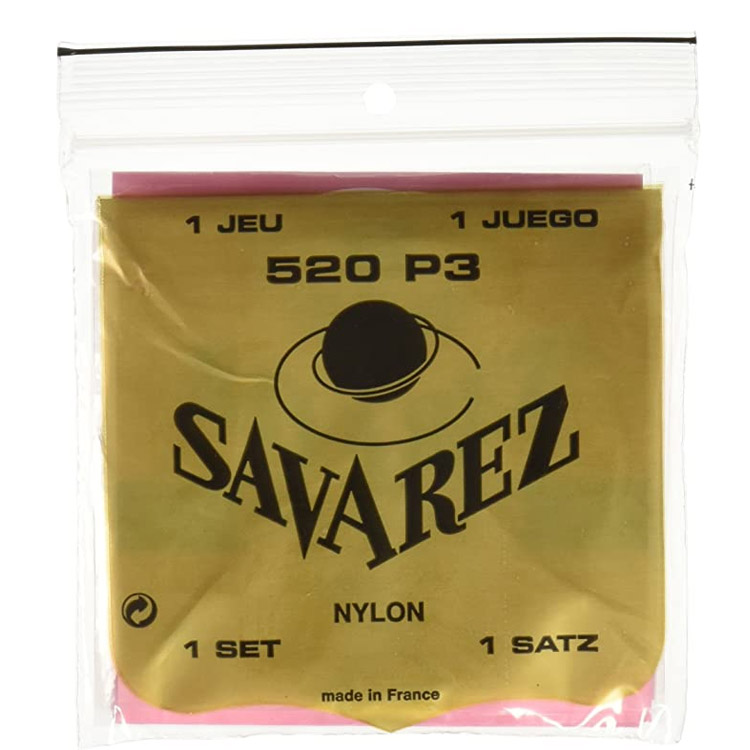 1 JEU 1 JUEGO
520 P3
SAVAREZ
NYLON
1 SET 1 SATZ
made in France